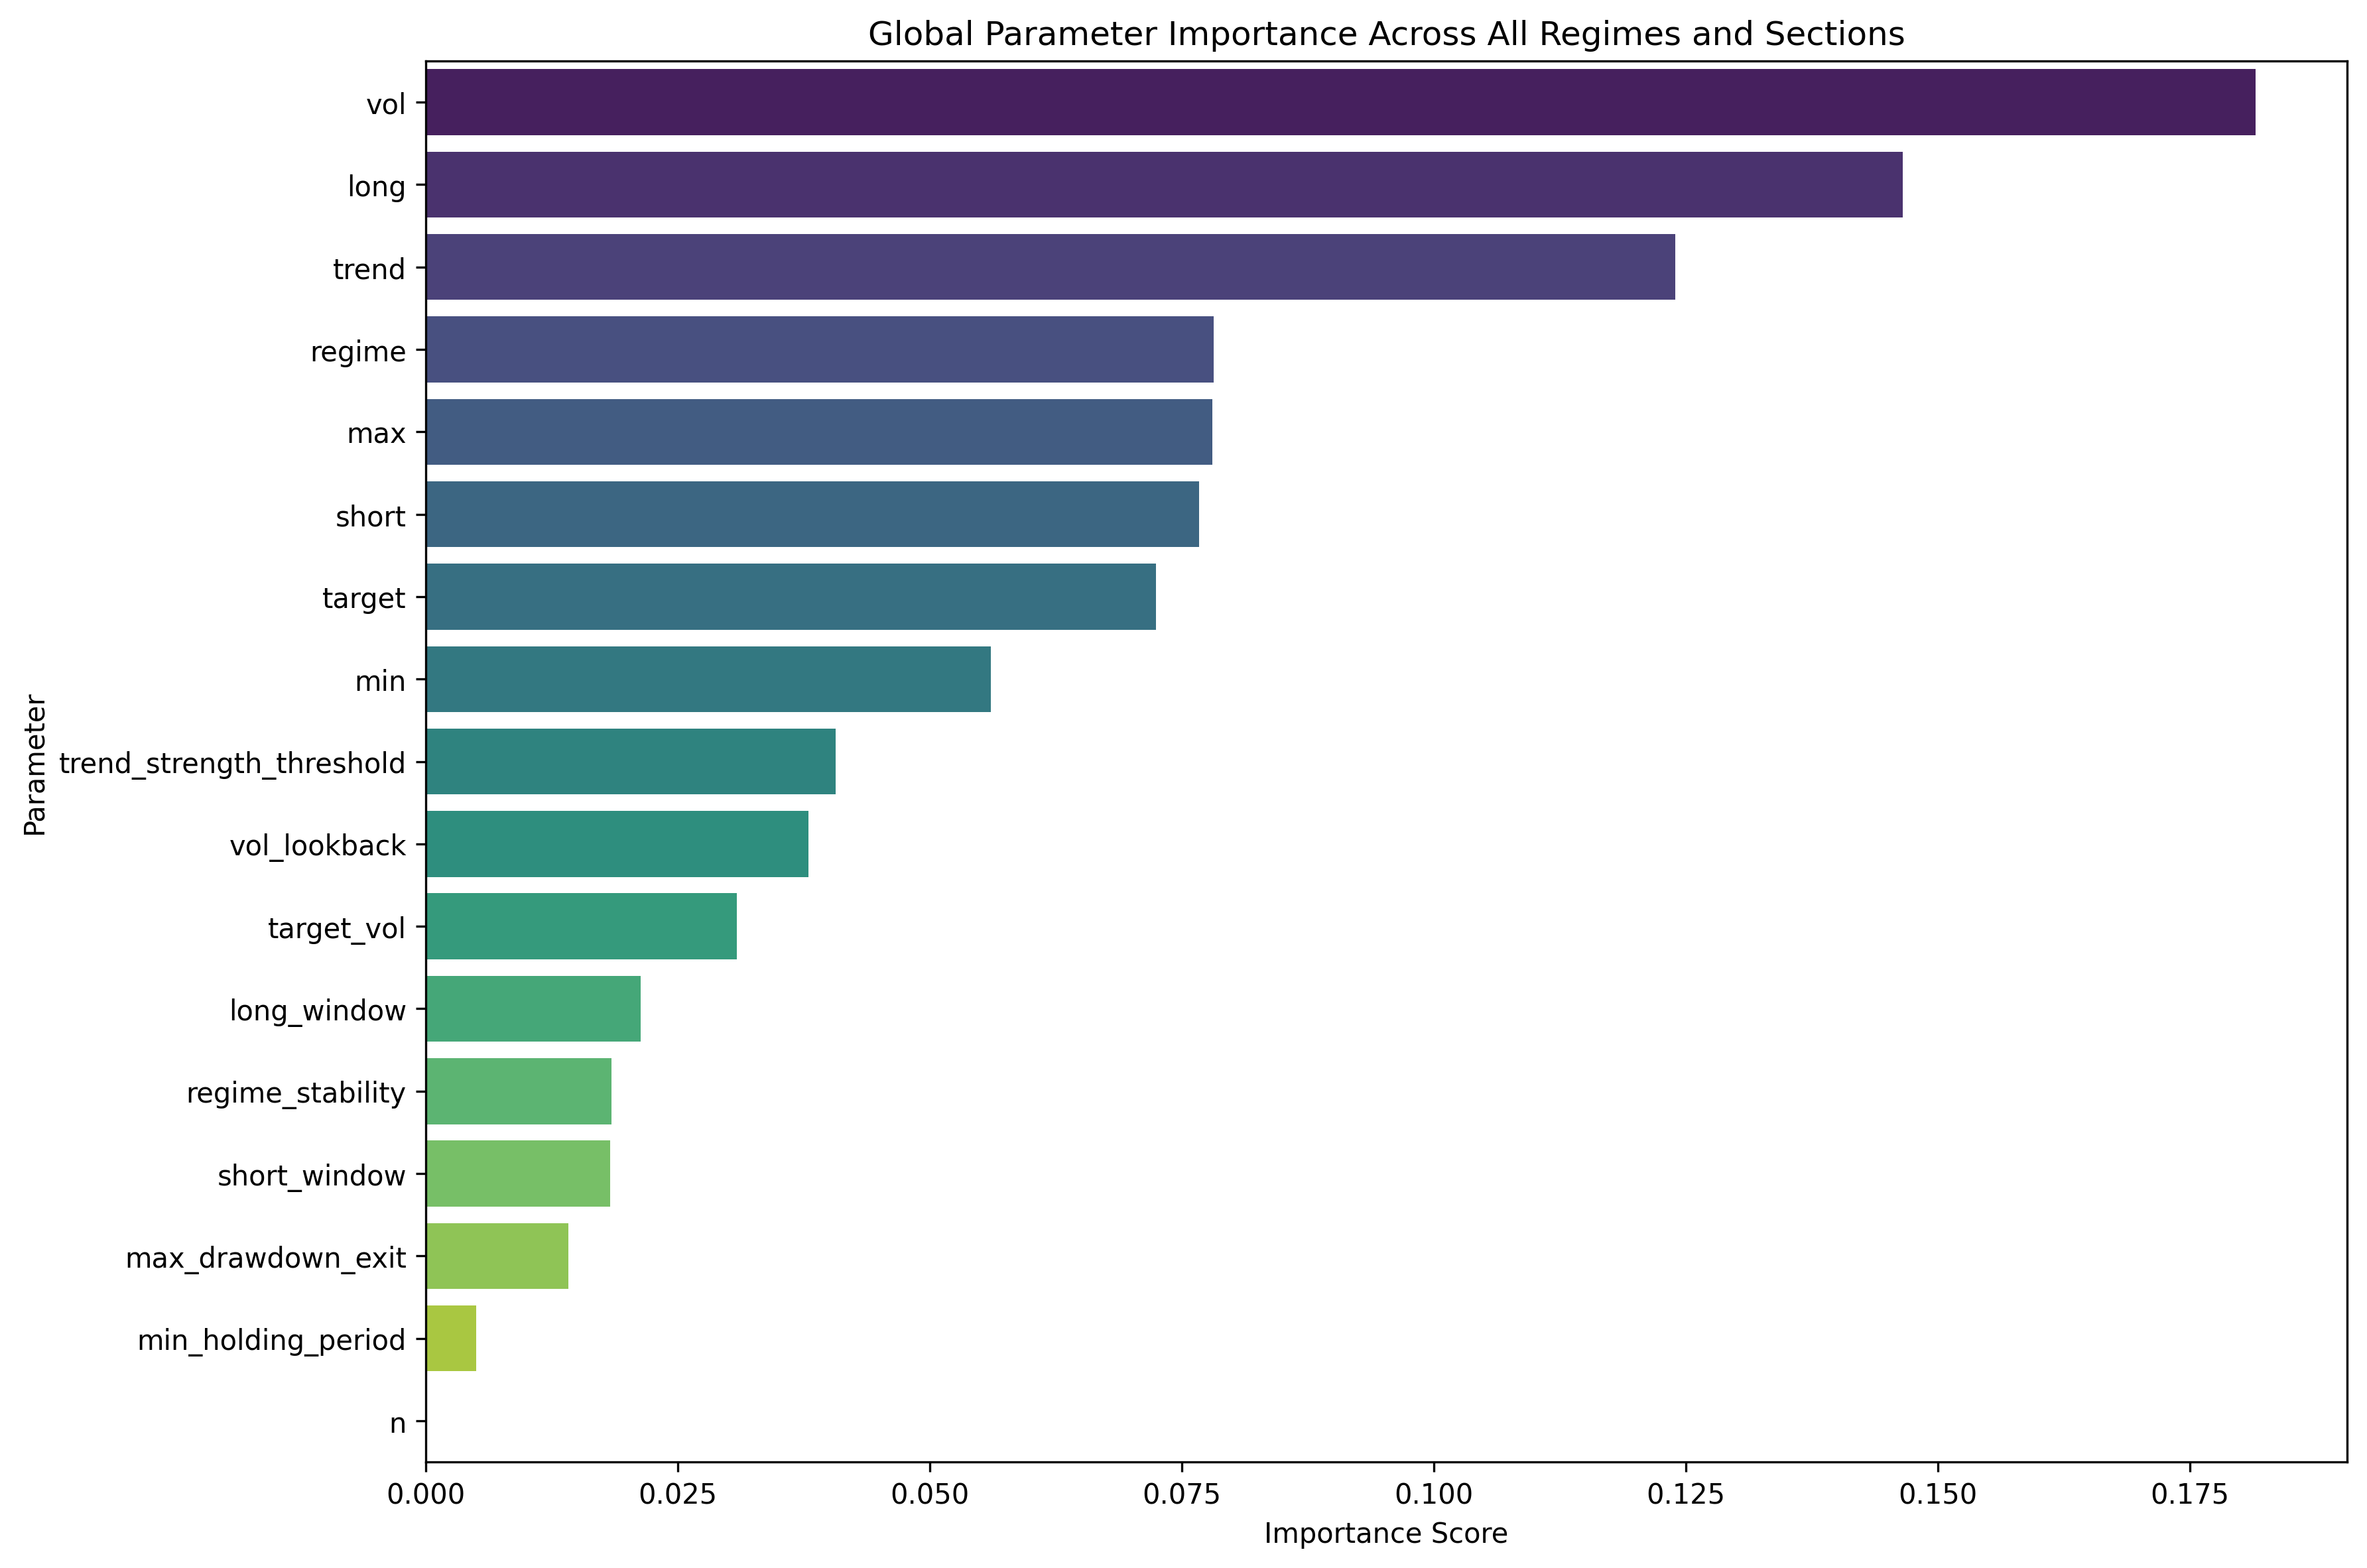 Global Parameter Importance Across All Regimes and Sections
Parameter
vol
long
trend
regime
max
short
target
min
trend_strength_threshold
vol_lookback
target_vol
long_window
regime_stability
short_window
max_drawdown_exit
min_holding_period
n
0.000 0.025 0.050 0.075 0.100 0.125 0.150 0.175
Importance Score